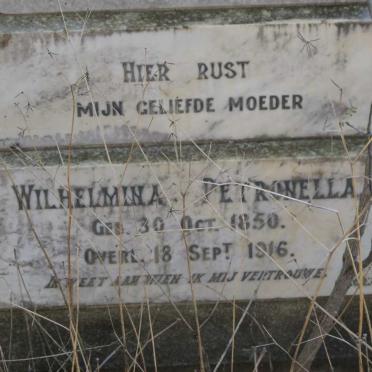 HIER RUST
MIJN GELIEFDE MOEDER
WILHELMINA PETRONELLA
GEB. 30 OCT. 1850.
OVERL. 18 SEPT. 1916.
IK WEET AAN WIEN IK MIJ VERTROUWE.